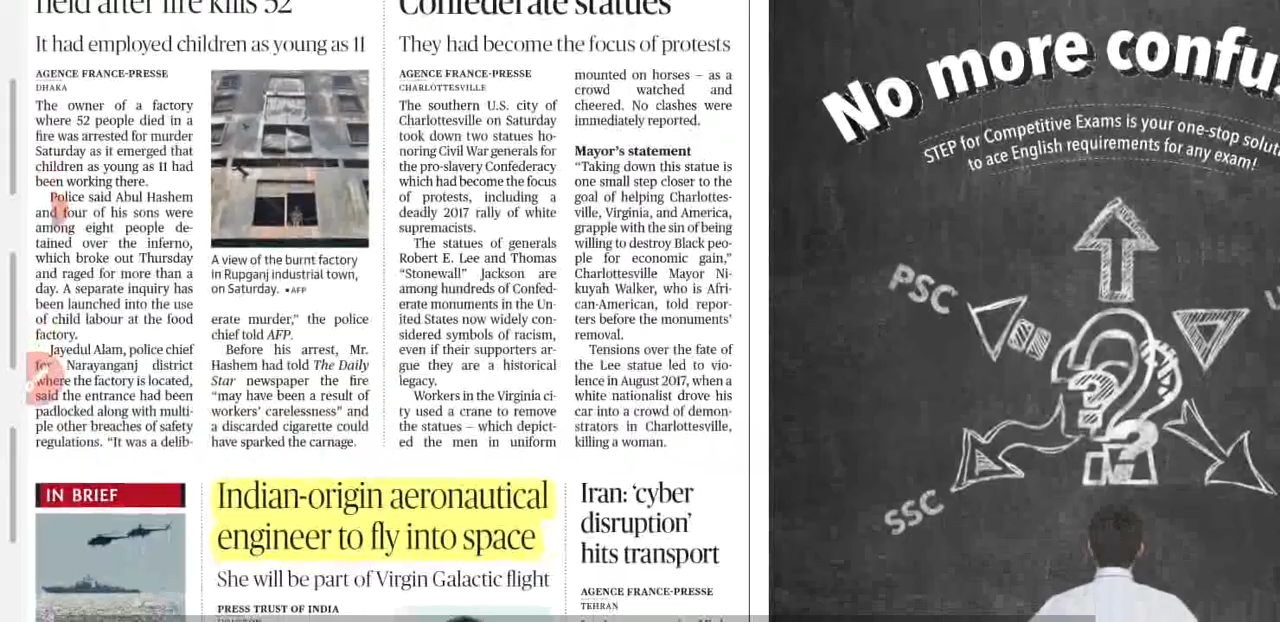 held after fire kills 52
It had employed children as young as 11
AGENCE FRANCE-PRESSE
DHAKA
The owner of a factory
where 52 people died in a
fire was arrested for murder
Saturday as it emerged that
children as young as 11 had
been working there.
Police said Abul Hashem
and four of his sons were
among eight people de-
tained over the inferno,
which broke out Thursday
and raged for more than a
day. A separate inquiry has
been launched into the use
of child labour at the food
factory.
Jayedul Alam, police chief
for Narayanganj district
where the factory is located,
said the entrance had been
padlocked along with multi-
ple other breaches of safety
regulations. “It was a delib-
A view of the burnt factory
in Rupganj industrial town,
on Saturday. •AFP
erate murder,” the police
chief told AFP.
Before his arrest, Mr.
Hashem had told The Daily
Star newspaper the fire
“may have been a result of
workers’ carelessness” and
a discarded cigarette could
have sparked the carnage.
Confederate statues
They had become the focus of protests
AGENCE FRANCE-PRESSE
CHARLOTTESVILLE
The southern U.S. city of
Charlottesville on Saturday
took down two statues ho-
noring Civil War generals for
the pro-slavery Confederacy
which had become the focus
of protests, including a
deadly 2017 rally of white
supremacists.
The statues of generals
Robert E. Lee and Thomas
“Stonewall” Jackson are
among hundreds of Confed-
erate monuments in the Un-
ited States now widely con-
sidered symbols of racism,
even if their supporters ar-
gue they are a historical
legacy.
Workers in the Virginia ci-
ty used a crane to remove
the statues – which depict-
ed the men in uniform
mounted on horses – as a
crowd watched and
cheered. No clashes were
immediately reported.
Mayor’s statement
“Taking down this statue is
one small step closer to the
goal of helping Charlottes-
ville, Virginia, and America,
grapple with the sin of being
willing to destroy Black peo-
ple for economic gain,”
Charlottesville Mayor Ni-
kuyah Walker, who is Afri-
can-American, told repor-
ters before the monuments’
removal.
Tensions over the fate of
the Lee statue led to vio-
lence in August 2017, when a
white nationalist drove his
car into a crowd of demon-
strators in Charlottesville,
killing a woman.
IN BRIEF
Indian-origin aeronautical
engineer to fly into space
She will be part of Virgin Galactic flight
PRESS TRUST OF INDIA
Iran: ‘cyber
disruption’
hits transport
AGENCE FRANCE-PRESSE
TEHRAN
No more confu
STEP for Competitive Exams is your one-stop solut
to ace English requirements for any exam!
PSC
SSC